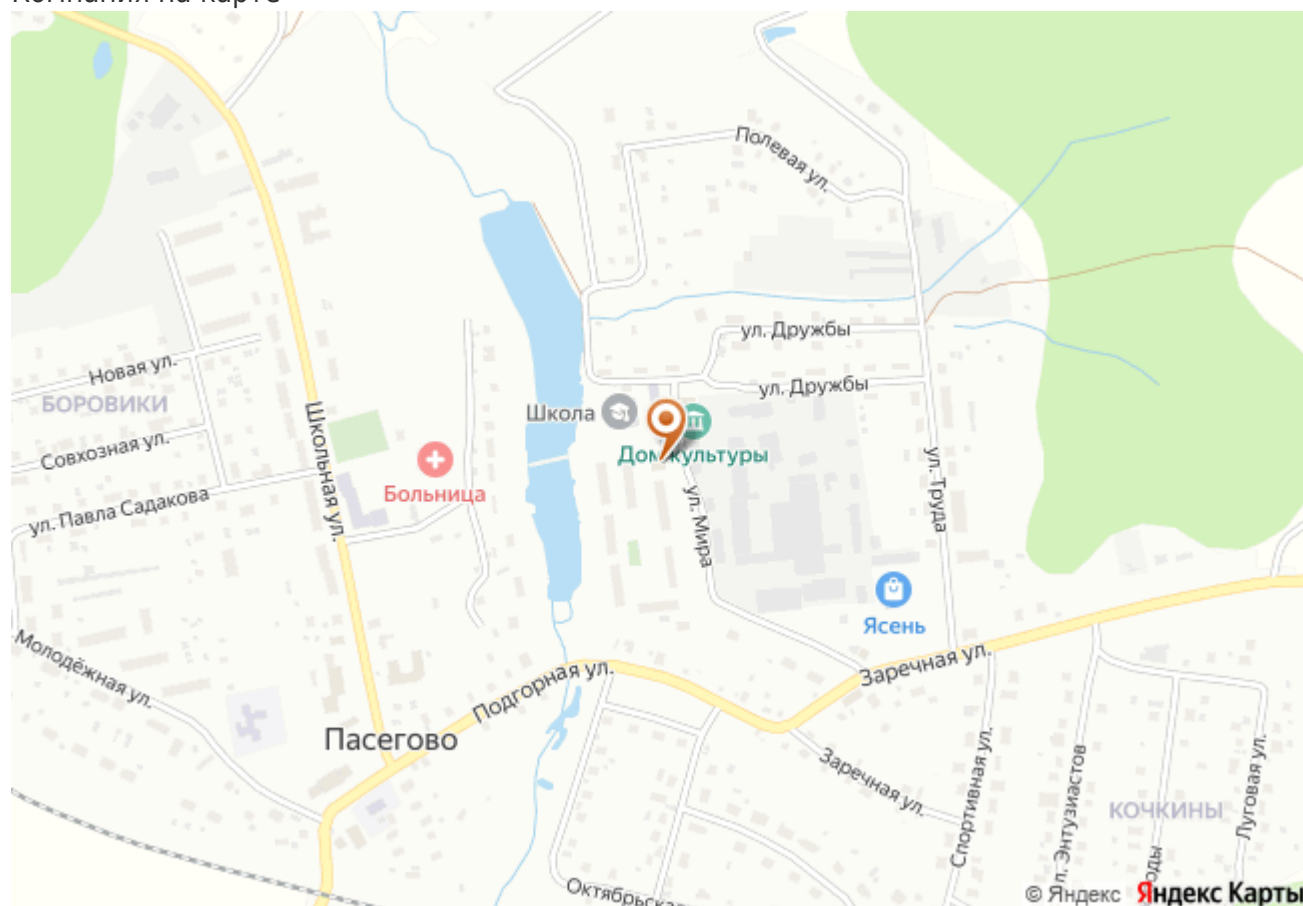 Полевая ул.
ул. Дружбы
Новая ул.
ул. Дружбы
БОРОВИКИ
Школа
Школьная ул.
Совхозная ул.
Дом культуры
ул. Труда
Больница
ул. Павла Садакова
ул. Мира
Ясень
Молодёжная ул.
Подгорная ул.
Заречная ул.
Пасегово
Заречная ул.
Спортивная ул.
Луговая ул.
КОЧКИНЫ
© Яндекс Яндекс Карты